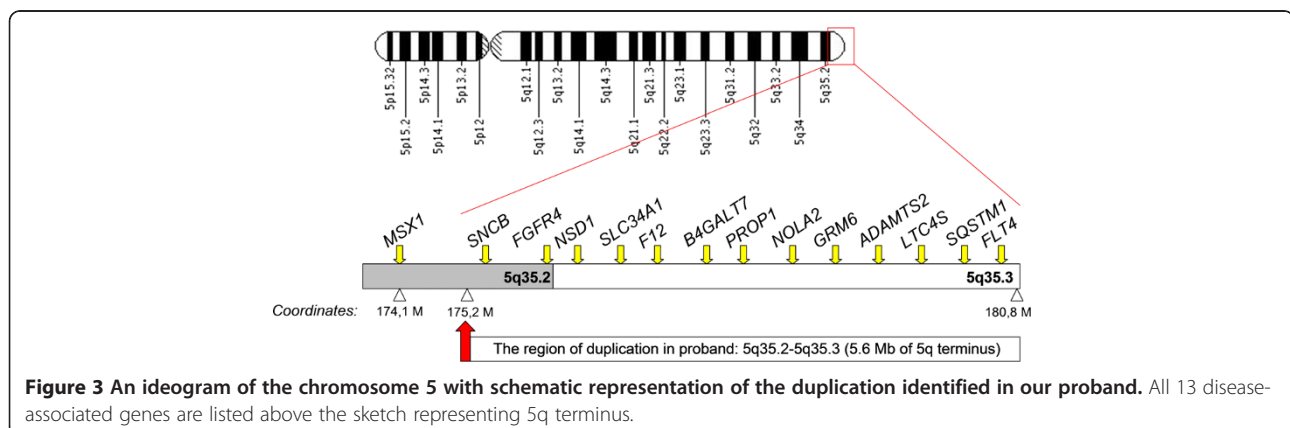 5p15.32
5p15.2
5p14.3
5p14.1
5p13.2
5p12
5q12.1
5q12.3
5q13.2
5q14.1
5q14.3
5q21.1
5q21.3
5q22.2
5q23.1
5q23.3
5q31.2
5q32
5q33.2
5q34
5q35.2
MSX1
SNCB
FGFR4
NSD1
SLC34A1
F12
B4GALT7
PROP1
NOLA2
GRM6
ADAMTS2
LTC4S
SQSTM1
FLT4
5q35.2
5q35.3
Coordinates:
174,1 M
175,2 M
180,8 M
The region of duplication in proband: 5q35.2-5q35.3 (5.6 Mb of 5q terminus)
Figure 3 An ideogram of the chromosome 5 with schematic representation of the duplication identified in our proband. All 13 disease-
associated genes are listed above the sketch representing 5q terminus.